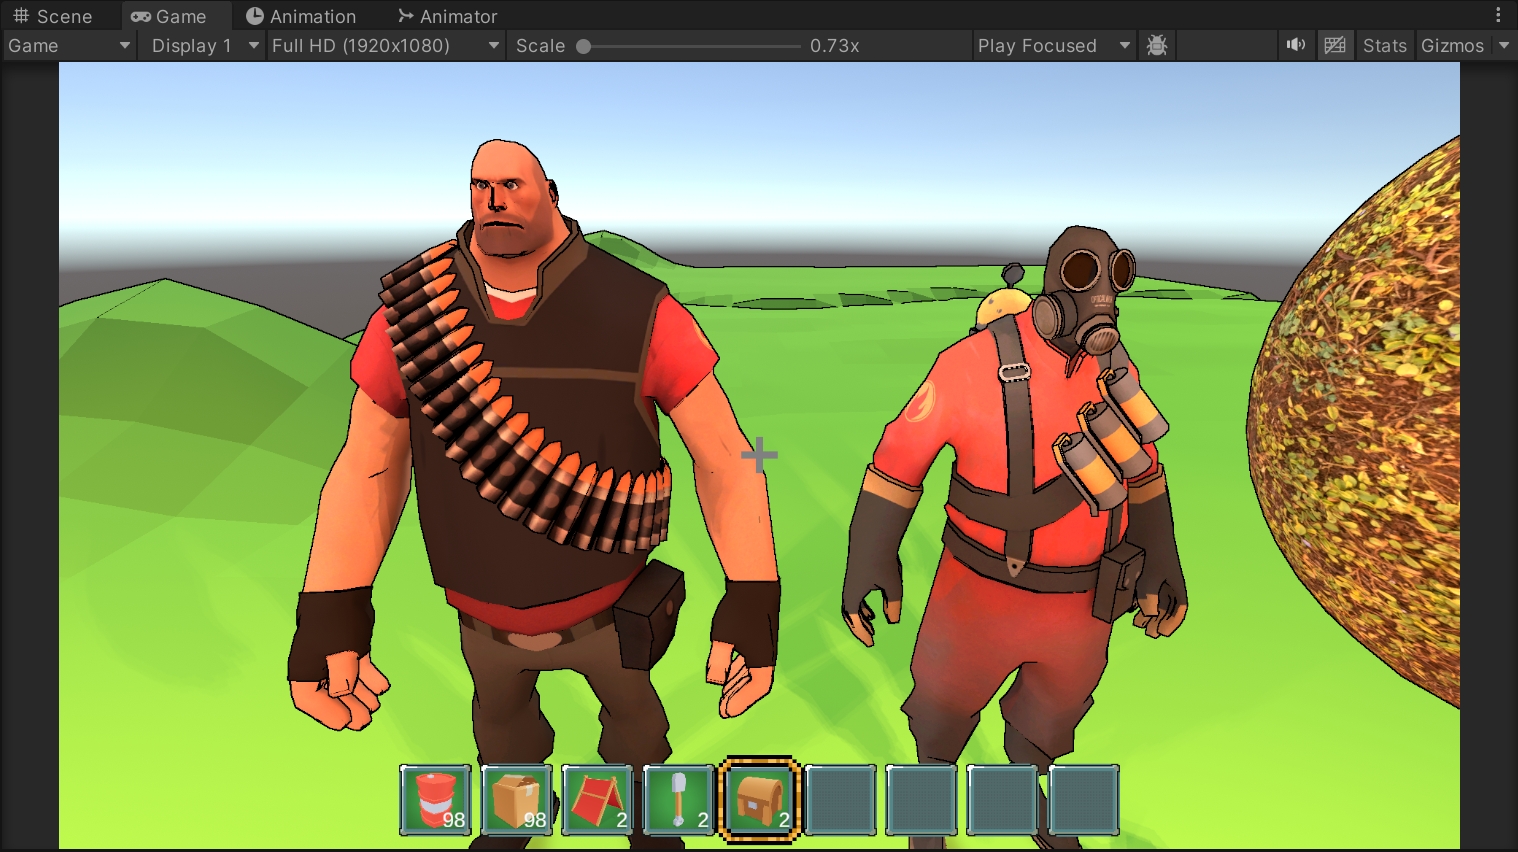 Scene Game Animation Animator
Game Display 1 Full HD (1920x1080) Scale 0.73x Play Focused Stats Gizmos
98 98 2 2 2